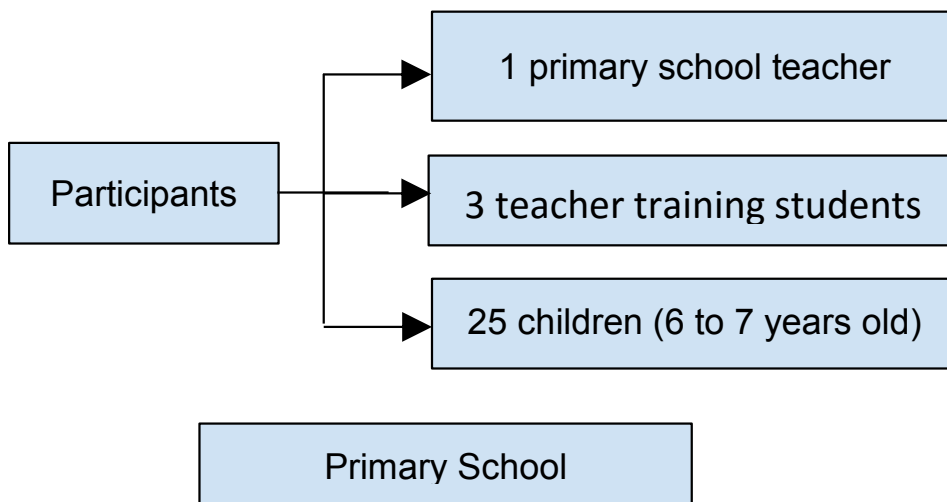 1 primary school teacher
Participants
3 teacher training students
25 children (6 to 7 years old)
Primary School